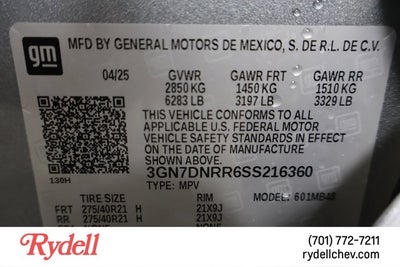 gm
MFD BY GENERAL MOTORS DE MEXICO, S. DE R.L. DE C.V.
04/25 GVWR GAWR FRT GAWR RR
2850 KG 1450 KG 1510 KG
6283 LB 3197 LB 3329 LB
THIS VEHICLE CONFORMS TO ALL
APPLICABLE U.S. FEDERAL MOTOR
VEHICLE SAFETY STANDARDS IN EFFECT
ON THE DATE OF MANUFACTURE
SHOWN ABOVE.
3GN7DNRR6SS216360
130H TYPE: MPV MODEL: 601MB48
TIRE SIZE RIM
FRT 275/40R21 H 21X9J
RR 275/40R21 H 21X9J
NONE
Rydell
(701) 772-7211
rydellchev.com